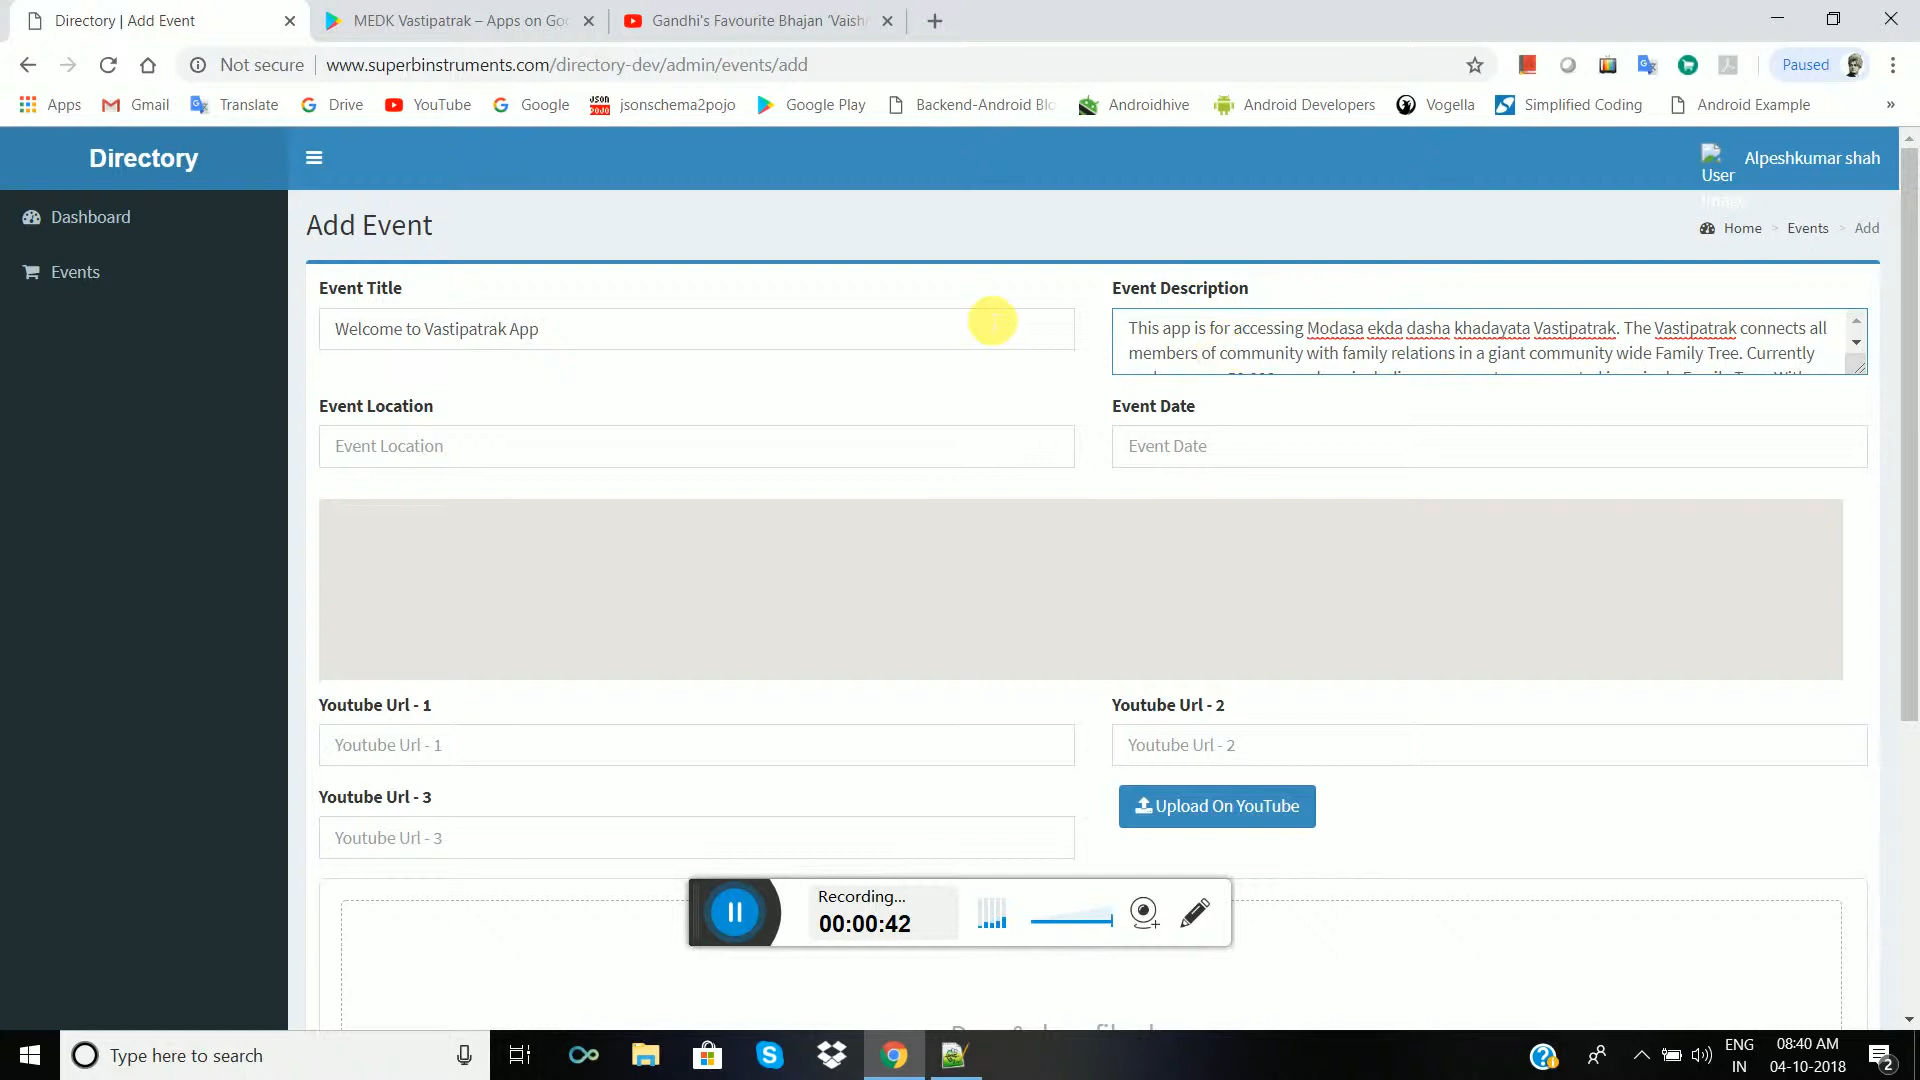 Directory | Add Event
MEDK Vastipatrak – Apps on Goo
Gandhi's Favourite Bhajan 'Vaish
Not secure
www.superbinstruments.com/directory-dev/admin/events/add
Paused
Apps
Gmail
Translate
Drive
YouTube
Google
JSON
jsonschema2pojo
Google Play
Backend-Android Blo
Androidhive
Android Developers
Vogella
Simplified Coding
Android Example
»
Directory
User
Image
Alpeshkumar shah
Dashboard
Events
Add Event
Home > Events > Add
Event Title
Welcome to Vastipatrak App
Event Description
This app is for accessing Modasa ekda dasha khadayata Vastipatrak. The Vastipatrak connects all
members of community with family relations in a giant community wide Family Tree. Currently
Event Location
Event Location
Event Date
Event Date
Youtube Url - 1
Youtube Url - 1
Youtube Url - 2
Youtube Url - 2
Youtube Url - 3
Youtube Url - 3
Upload On YouTube
Recording...
00:00:42
Type here to search
ENG
IN
08:40 AM
04-10-2018
2